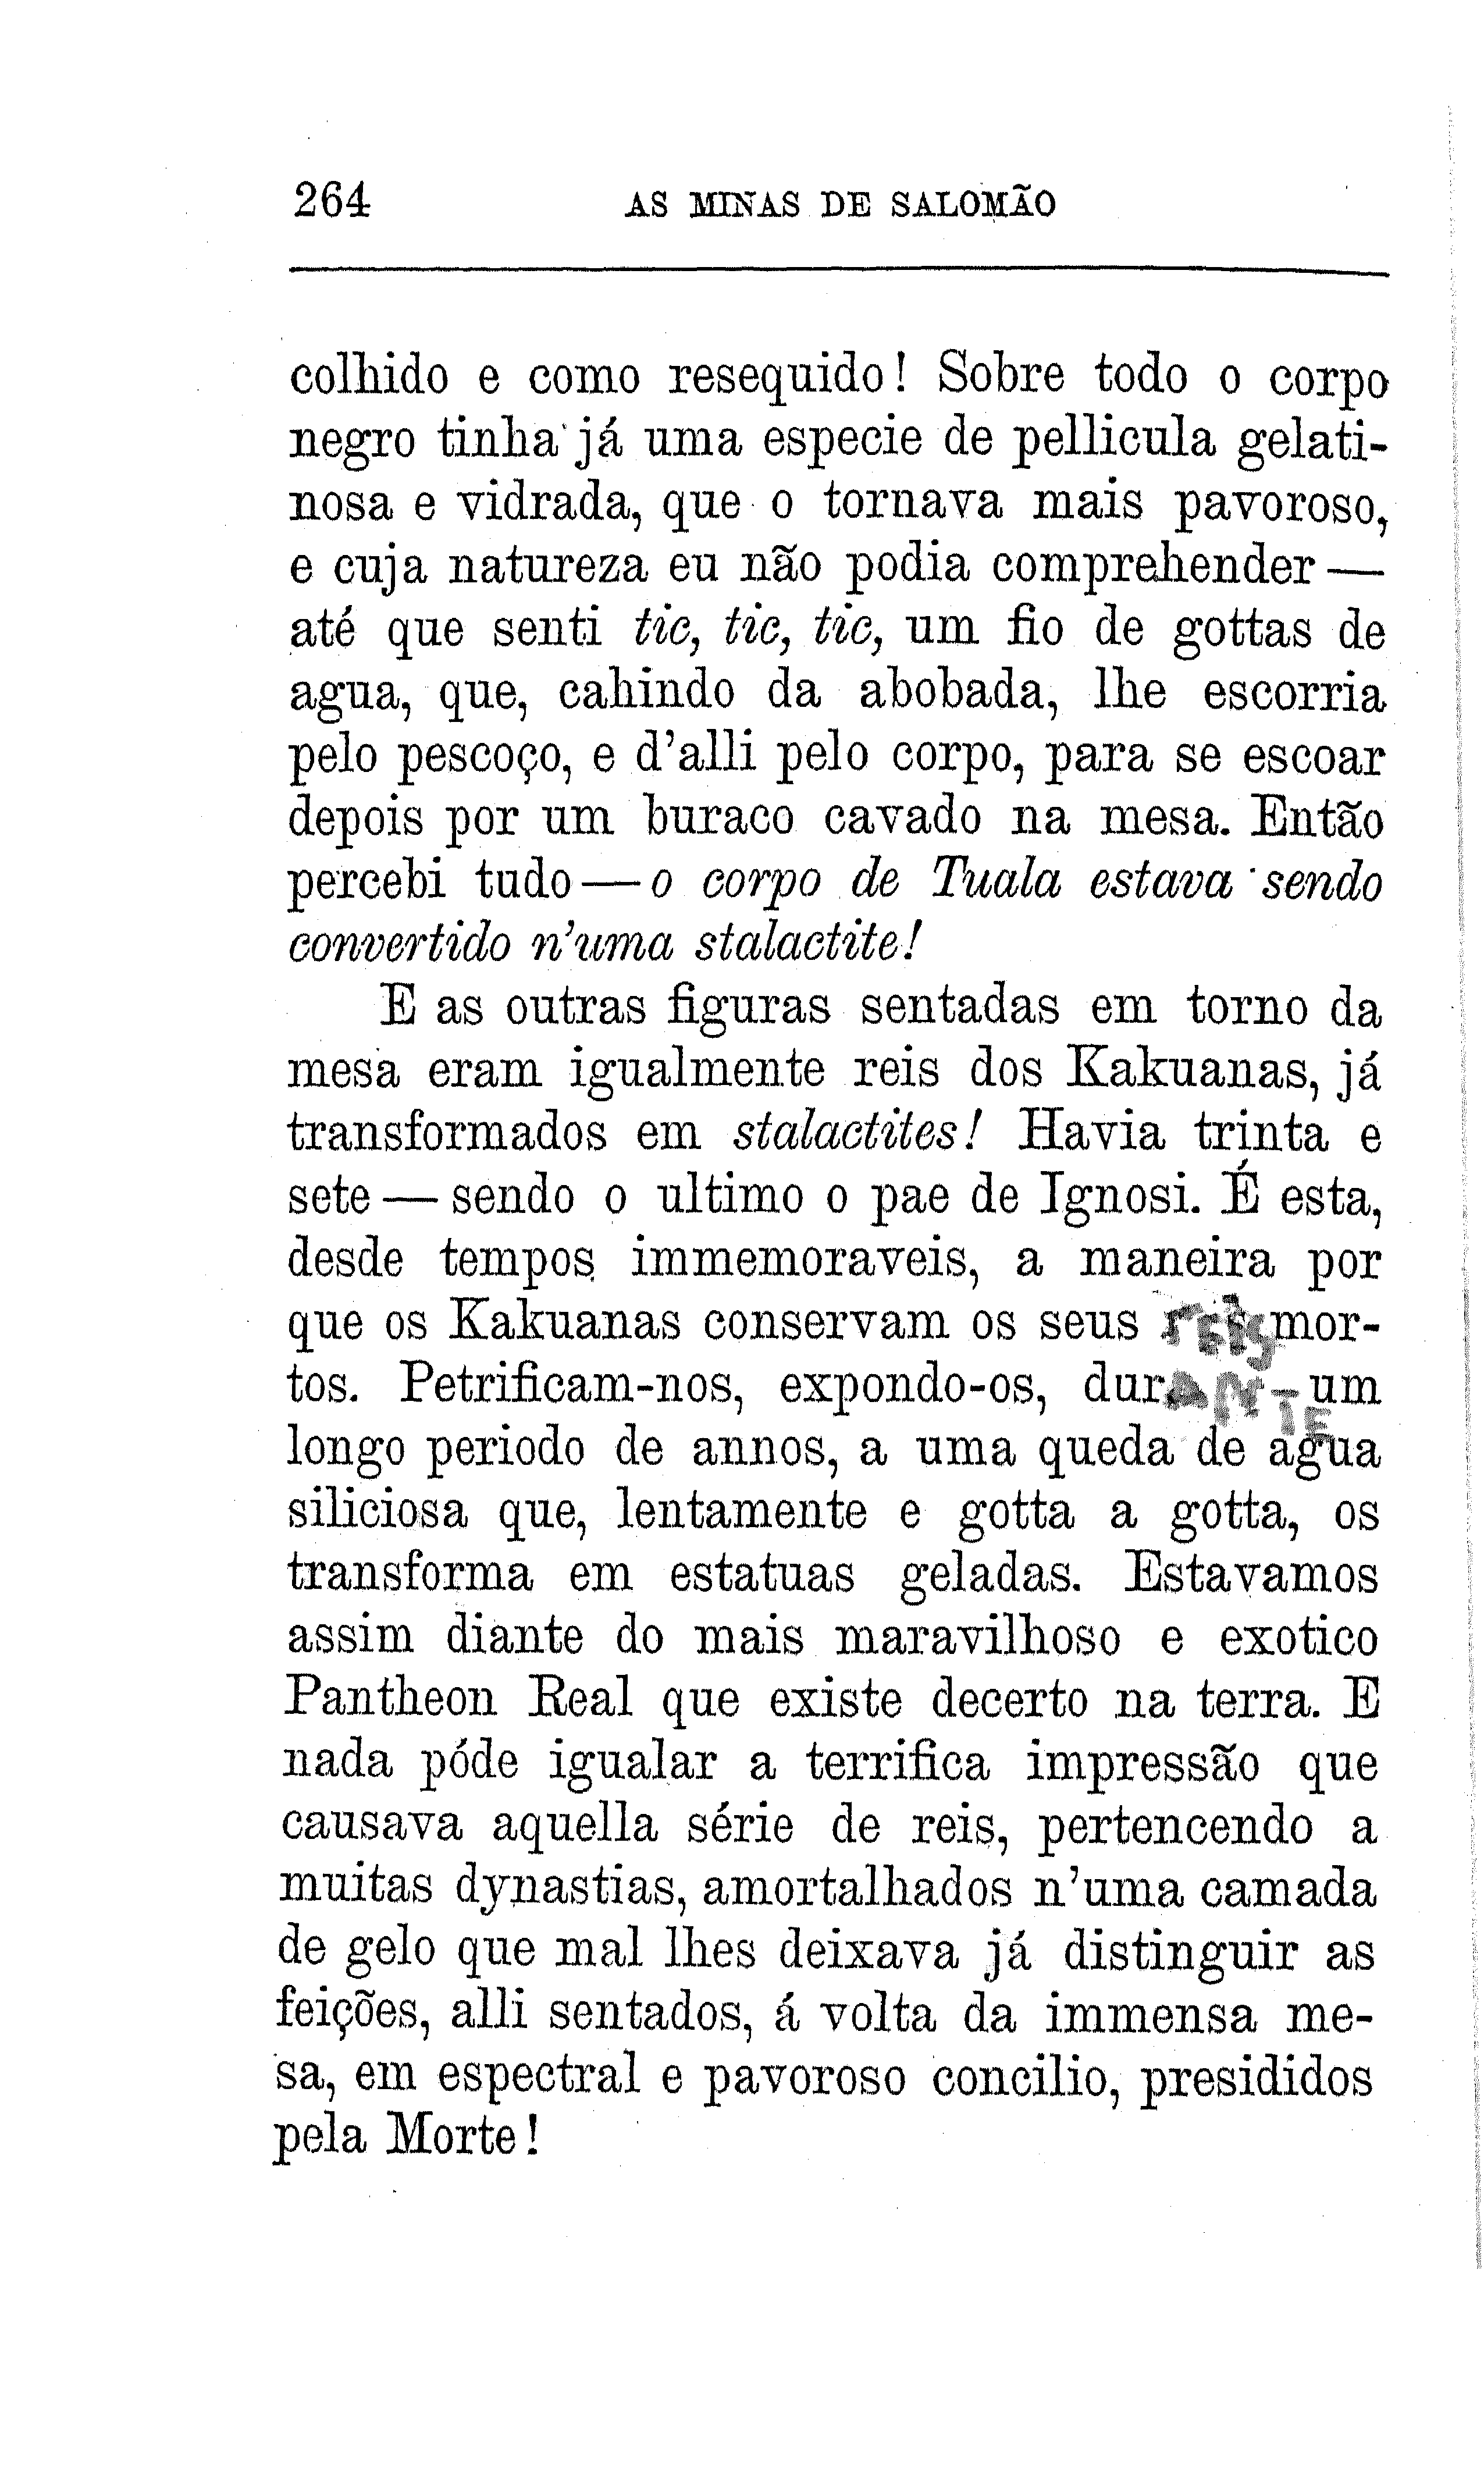 264 AS MINAS DE SALOMÃO
colhido e como resequido! Sobre todo o corpo
negro tinha já uma especie de pellicula gelati-
nosa e vidrada, que o tornava mais pavoroso,
e cuja natureza eu não podia comprehender—
até que senti tic, tic, tic, um fio de gottas de
agua, que, cahindo da abobada, lhe escorria
pelo pescoço, e d'alli pelo corpo, para se escoar
depois por um buraco cavado na mesa. Então
percebi tudo—o corpo de Tuala estava sendo
convertido n'uma stalactite!
E as outras figuras sentadas em torno da
mesa eram igualmente reis dos Kakuanas, já
transformados em stalactites! Havia trinta e
sete—sendo o ultimo o pae de Ignosi. É esta,
desde tempos immemoraveis, a maneira por
que os Kakuanas conservam os seus reis mor-
tos. Petrificam-nos, expondo-os, durANTE um
longo periodo de annos, a uma queda de agua
siliciosa que, lentamente e gotta a gotta, os
transforma em estatuas geladas. Estavamos
assim diante do mais maravilhoso e exotico
Pantheon Real que existe decerto na terra. E
nada póde igualar a terrifica impressão que
causava aquella série de reis, pertencendo a
muitas dynastias, amortalhados n'uma camada
de gelo que mal lhes deixava já distinguir as
feições, alli sentados, á volta da immensa me-
sa, em espectral e pavoroso concilio, presididos
pela Morte!